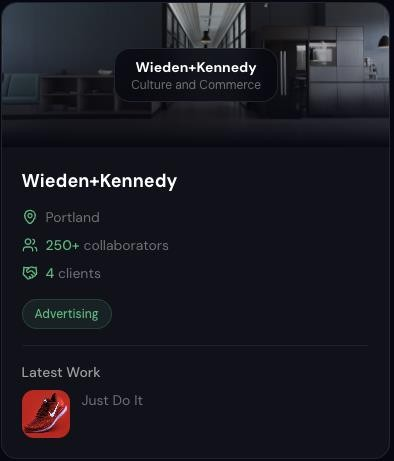 Wieden+Kennedy
Culture and Commerce
Wieden+Kennedy
Portland
250+ collaborators
4 clients
Advertising
Latest Work
Just Do It